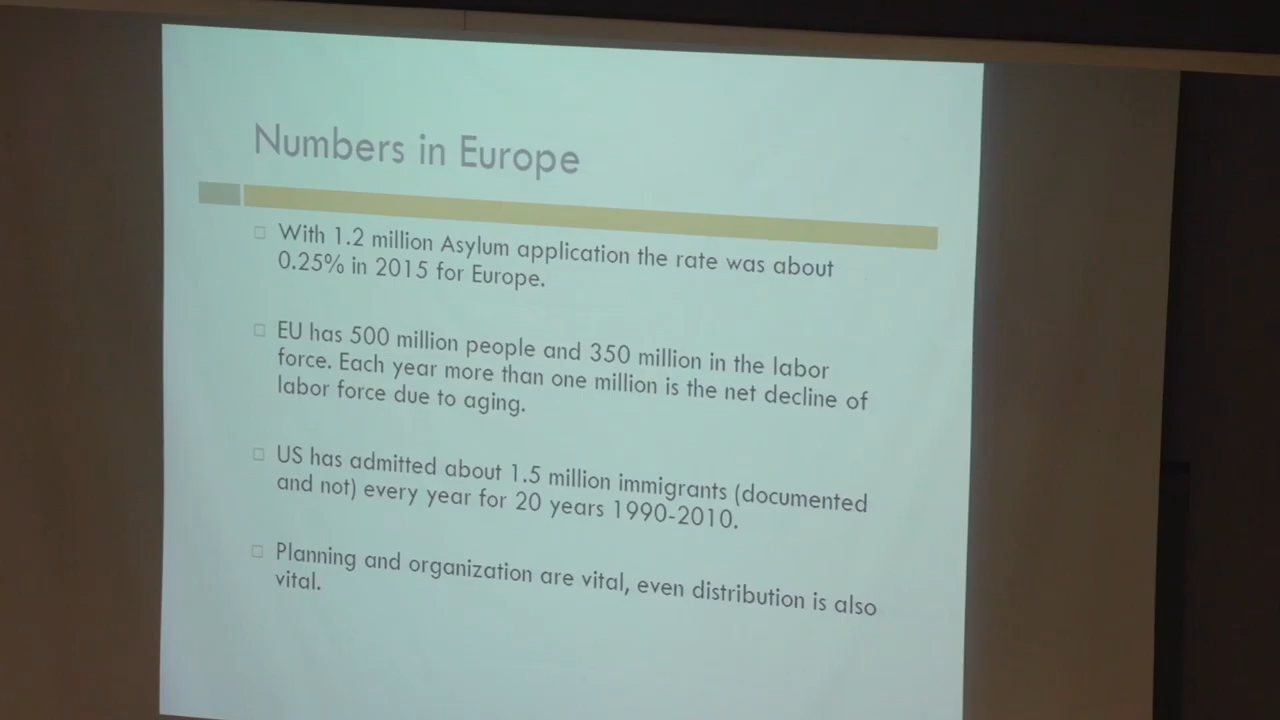 Numbers in Europe
With 1.2 million Asylum application the rate was about
0.25% in 2015 for Europe.
EU has 500 million people and 350 million in the labor
force. Each year more than one million is the net decline of
labor force due to aging.
US has admitted about 1.5 million immigrants (documented
and not) every year for 20 years 1990-2010.
Planning and organization are vital, even distribution is also
vital.